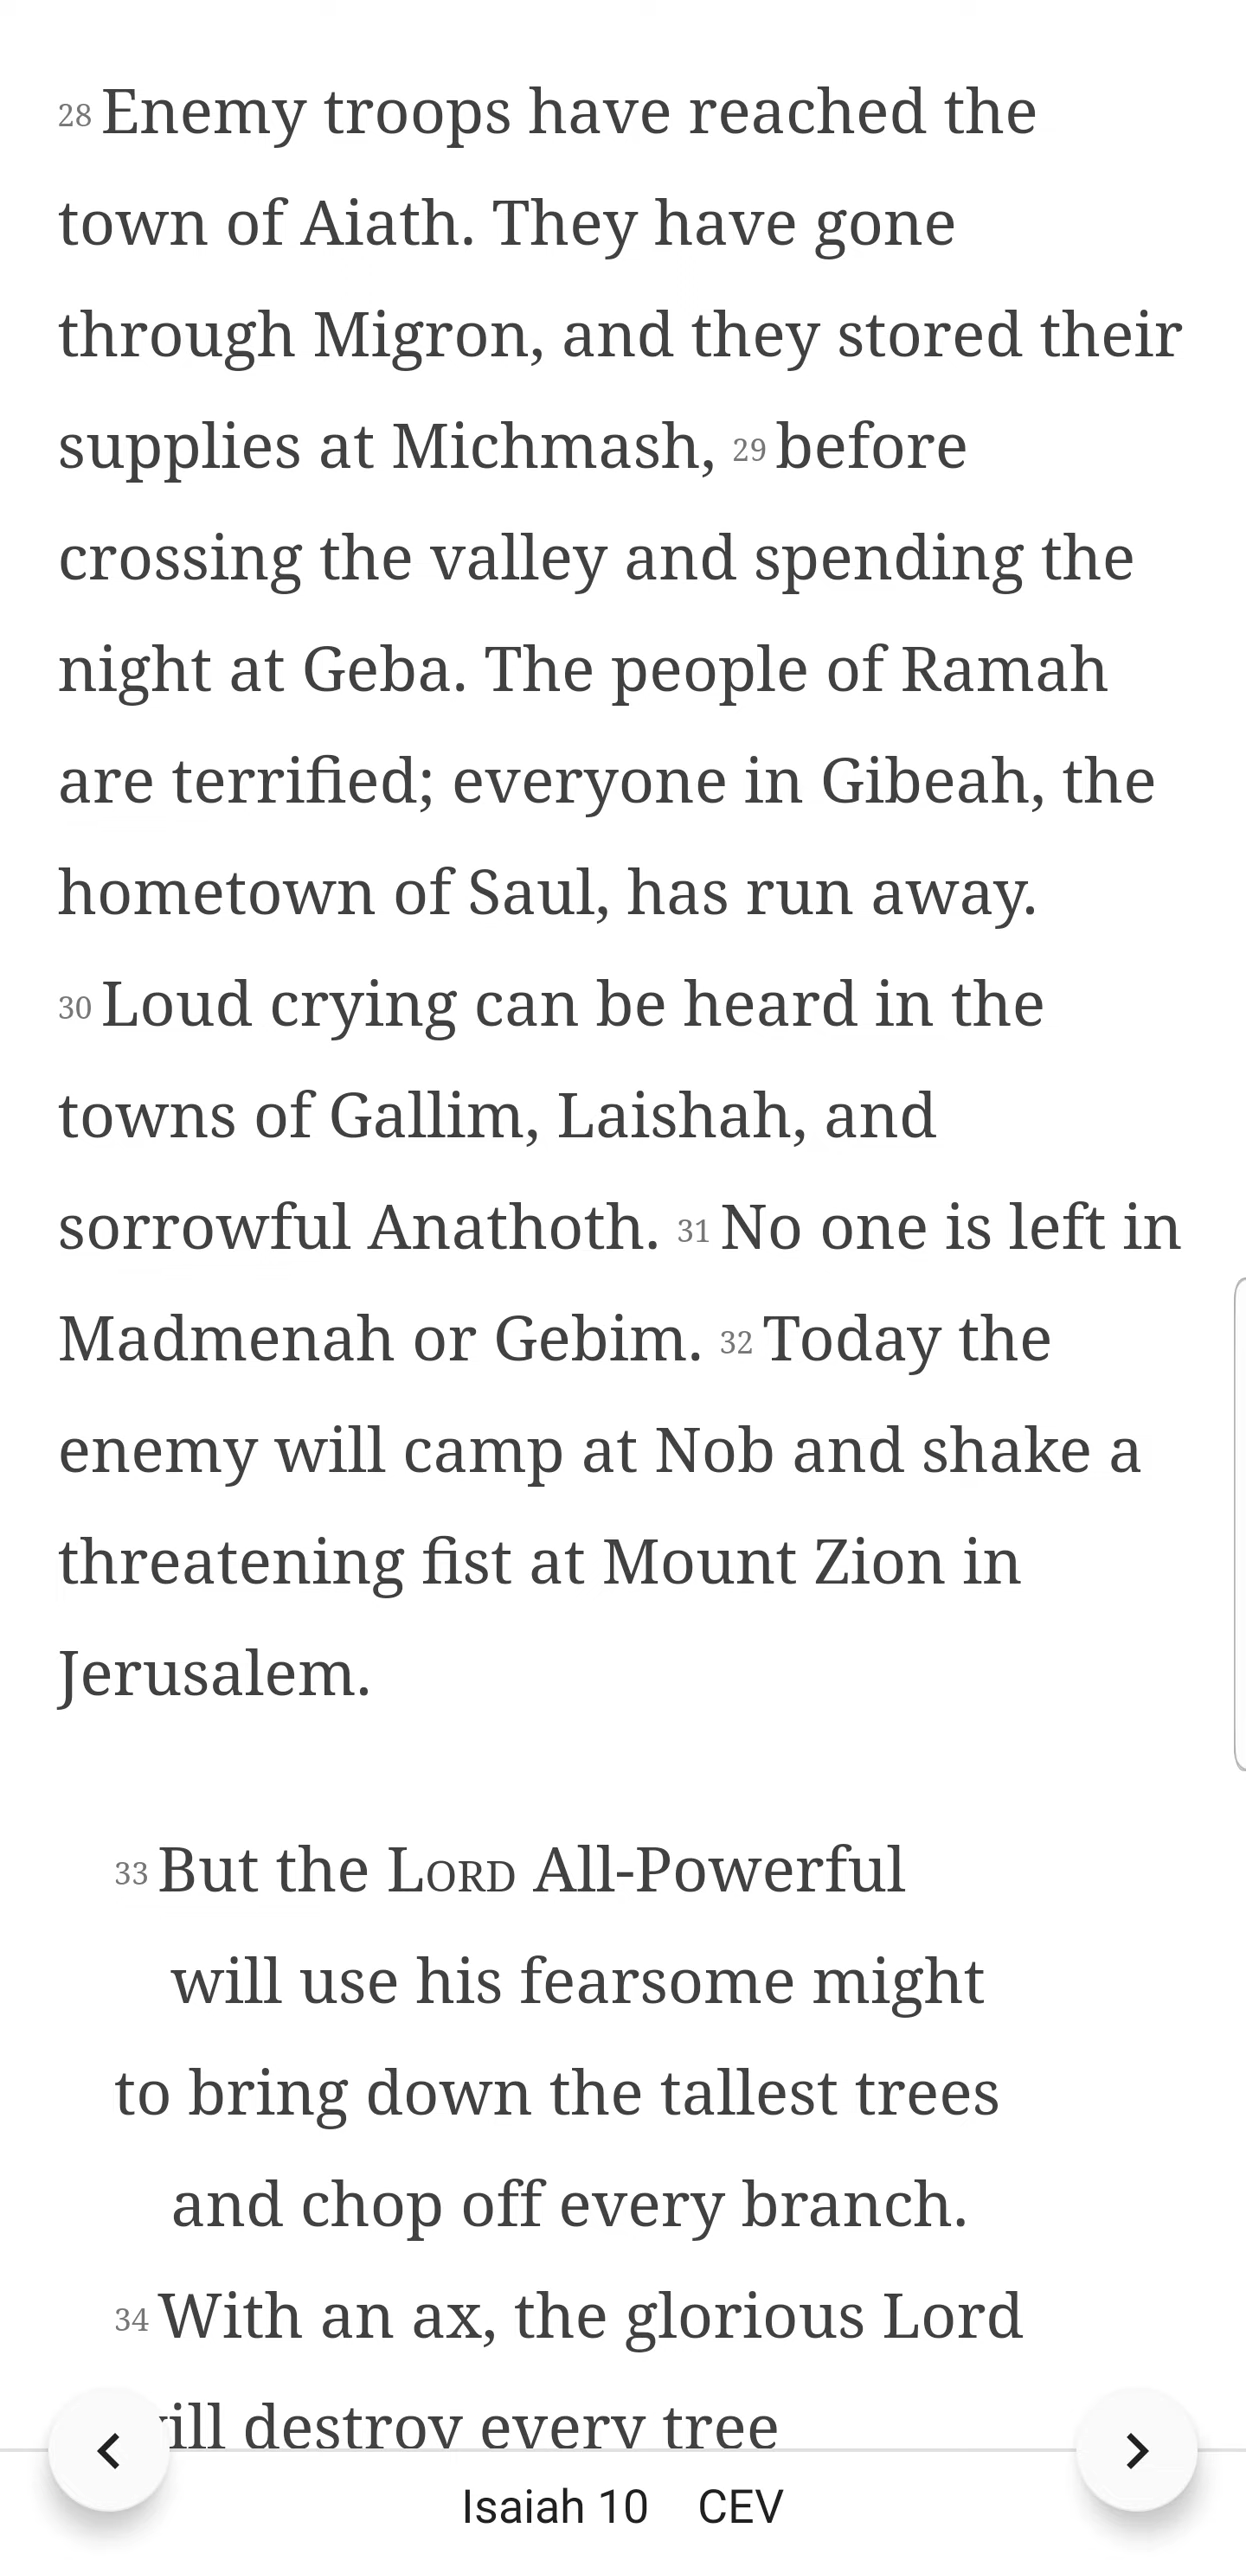 28 Enemy troops have reached the
town of Aiath. They have gone
through Migron, and they stored their
supplies at Michmash, 29 before
crossing the valley and spending the
night at Geba. The people of Ramah
are terrified; everyone in Gibeah, the
hometown of Saul, has run away.
30 Loud crying can be heard in the
towns of Gallim, Laishah, and
sorrowful Anathoth. 31 No one is left in
Madmenah or Gebim. 32 Today the
enemy will camp at Nob and shake a
threatening fist at Mount Zion in
Jerusalem.
33 But the LORD All-Powerful
will use his fearsome might
to bring down the tallest trees
and chop off every branch.
34 With an ax, the glorious Lord
destroy every tree
Isaiah 10 CEV